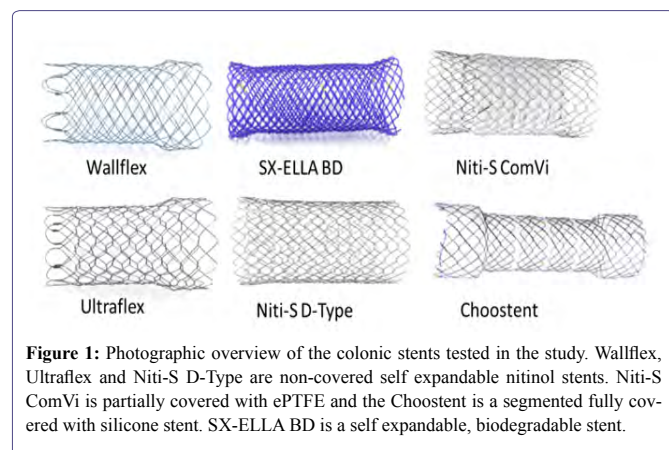 Wallflex
SX-ELLA BD
Niti-S ComVi
Ultraflex
Niti-S D-Type
Choostent
Figure 1: Photographic overview of the colonic stents tested in the study. Wallflex,
Ultraflex and Niti-S D-Type are non-covered self expandable nitinol stents. Niti-S
ComVi is partially covered with ePTFE and the Choostent is a segmented fully cov-
ered with silicone stent. SX-ELLA BD is a self expandable, biodegradable stent.